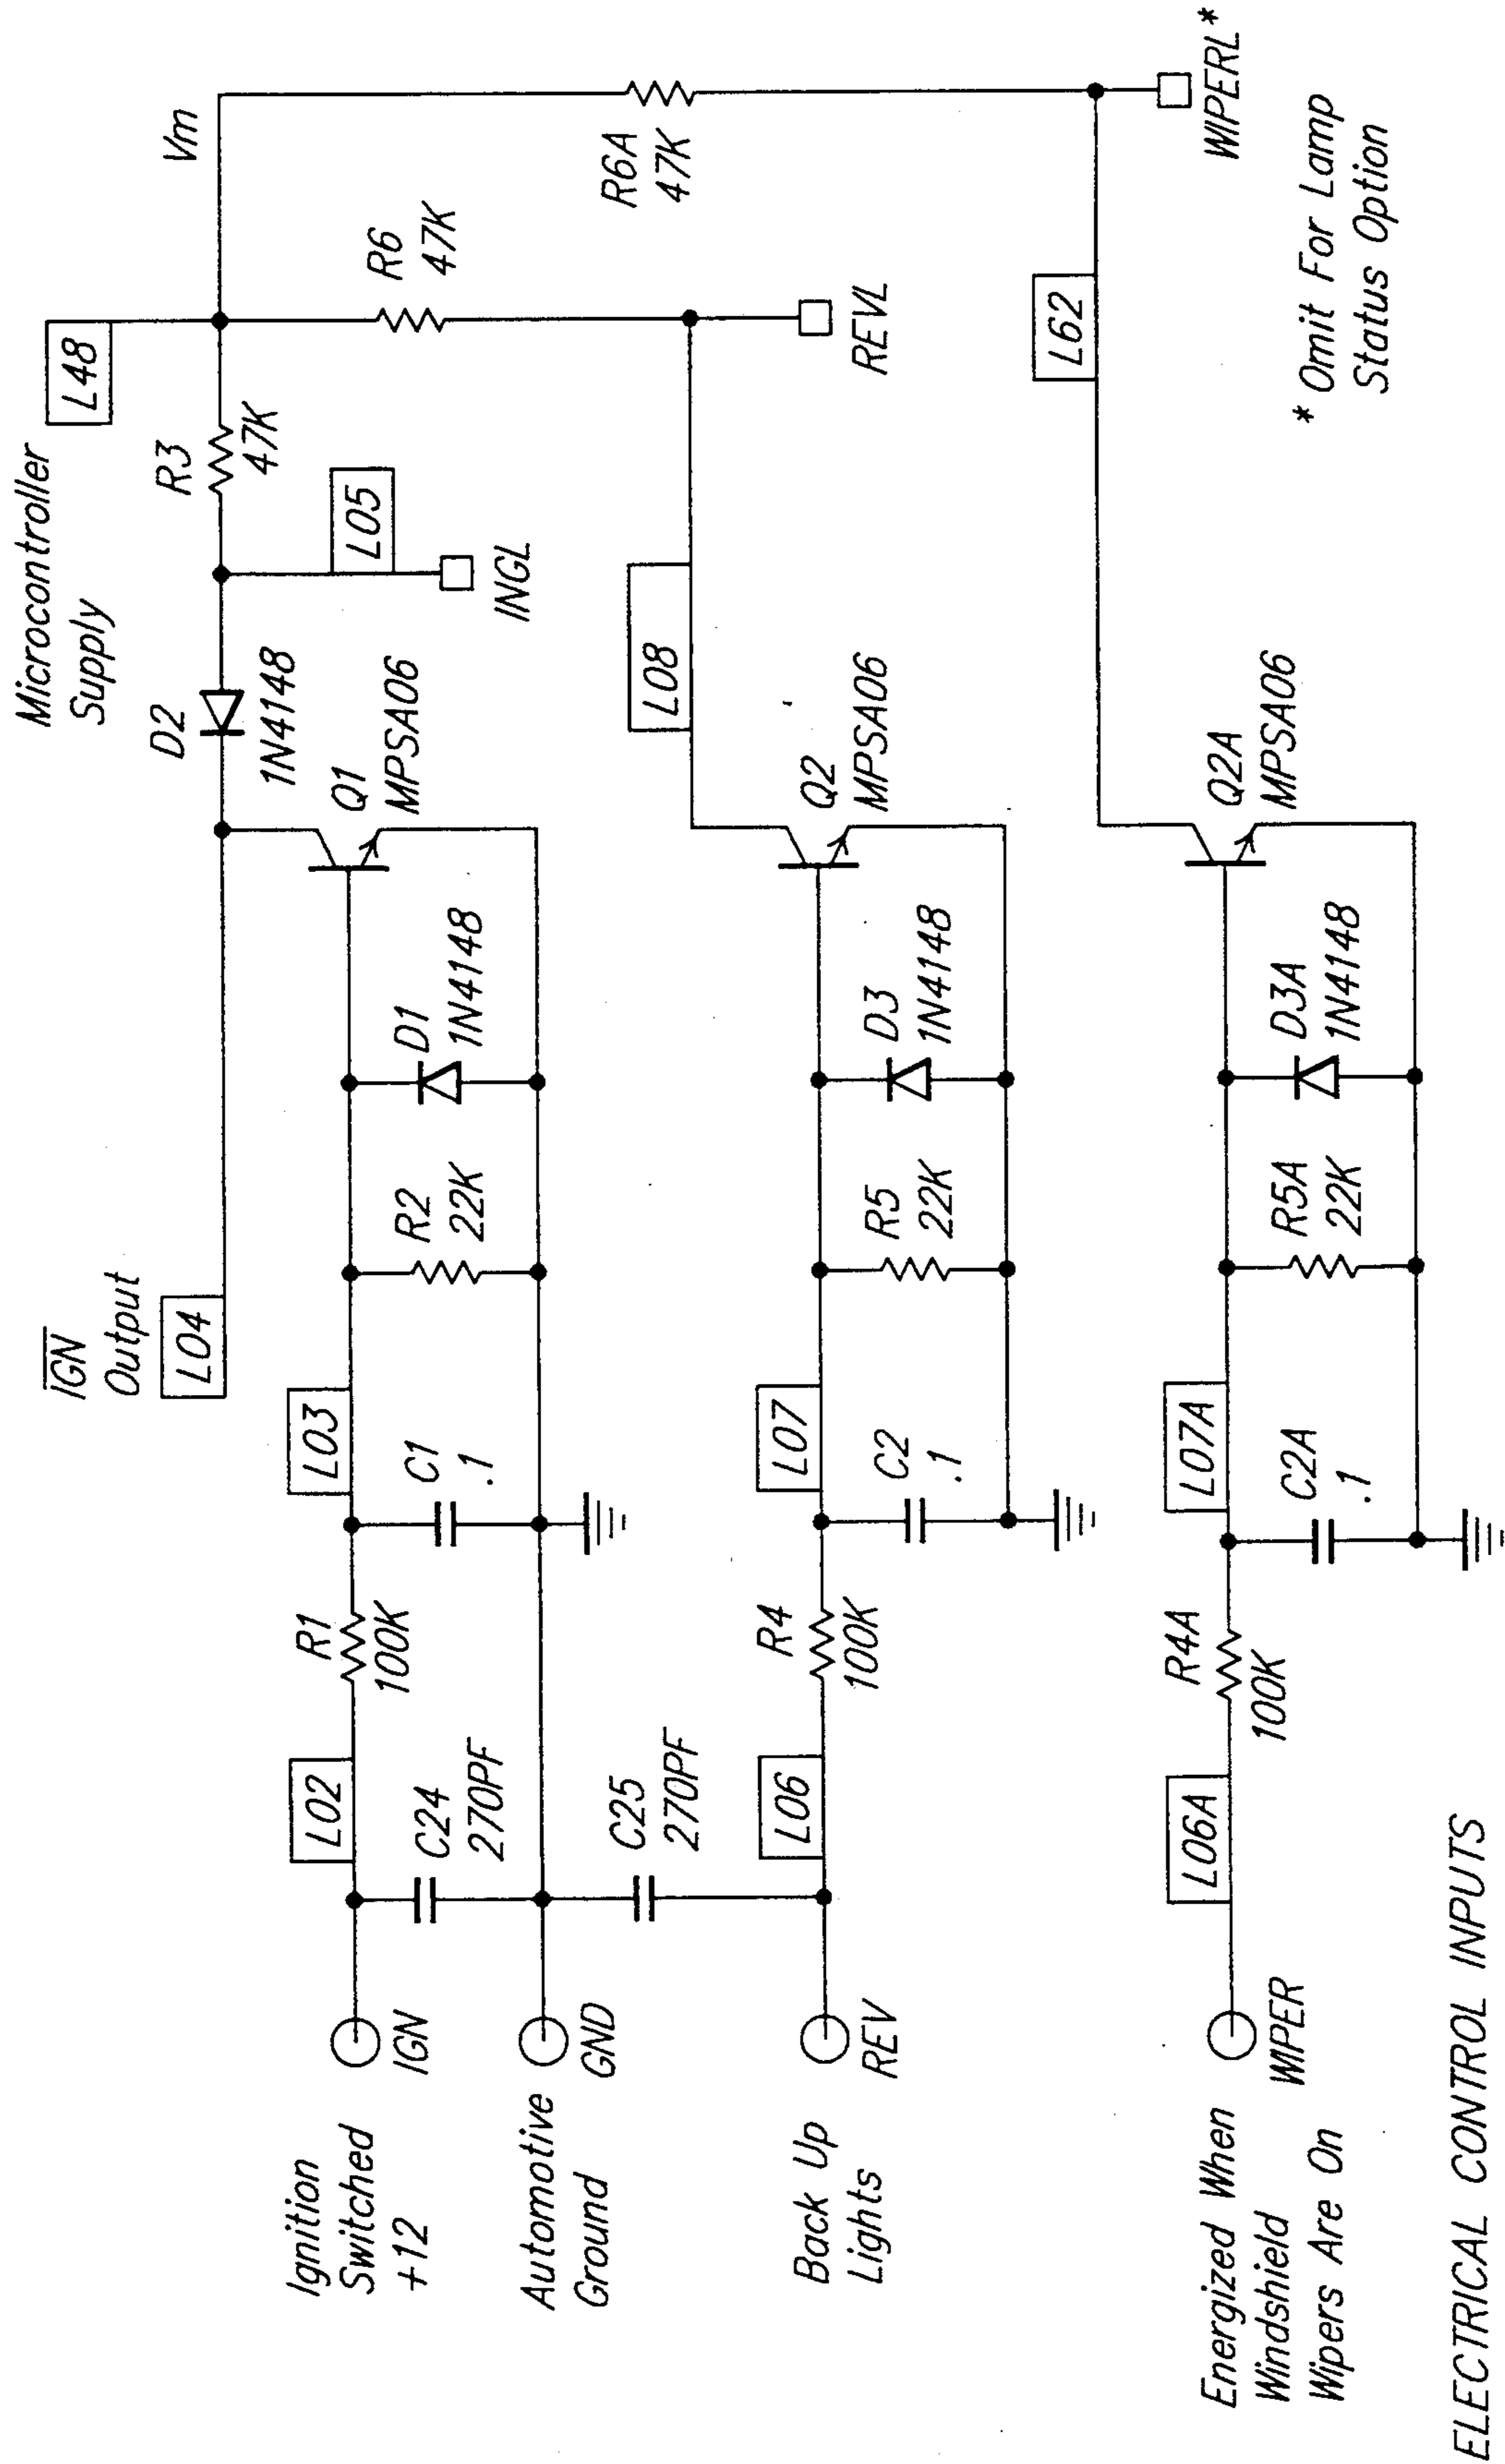 Microcontroller
Supply
L48
Vm
IGN
Output
L04
D2
1N4148
R3
47K
L05
INGL
R6
47K
R6A
47K
Ignition
Switched
+12
IGN
L02
R1
100K
L03
C1
.1
R2
22K
D1
1N4148
Q1
MPSA06
C24
270PF
Automotive
Ground
GND
C25
270PF
Back Up
Lights
REV
L06
R4
100K
L07
C2
.1
R5
22K
D3
1N4148
Q2
MPSA06
L08
REVL
Energized When
Windshield
Wipers Are On
WIPER
L06A
R4A
100K
L07A
C2A
.1
R5A
22K
D3A
1N4148
Q2A
MPSA06
L62
WIPERL*
* Omit For Lamp
Status Option
ELECTRICAL CONTROL INPUTS